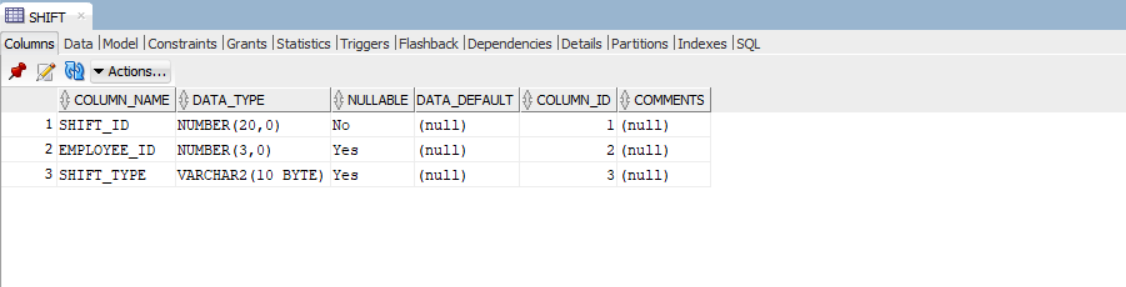 SHIFT ×
Columns Data |Model |Constraints |Grants |Statistics |Triggers |Flashback |Dependencies |Details |Partitions |Indexes |SQL
Actions...
COLUMN_NAME DATA_TYPE NULLABLE DATA_DEFAULT COLUMN_ID COMMENTS
1 SHIFT_ID NUMBER(20,0) No (null) 1 (null)
2 EMPLOYEE_ID NUMBER(3,0) Yes (null) 2 (null)
3 SHIFT_TYPE VARCHAR2(10 BYTE) Yes (null) 3 (null)